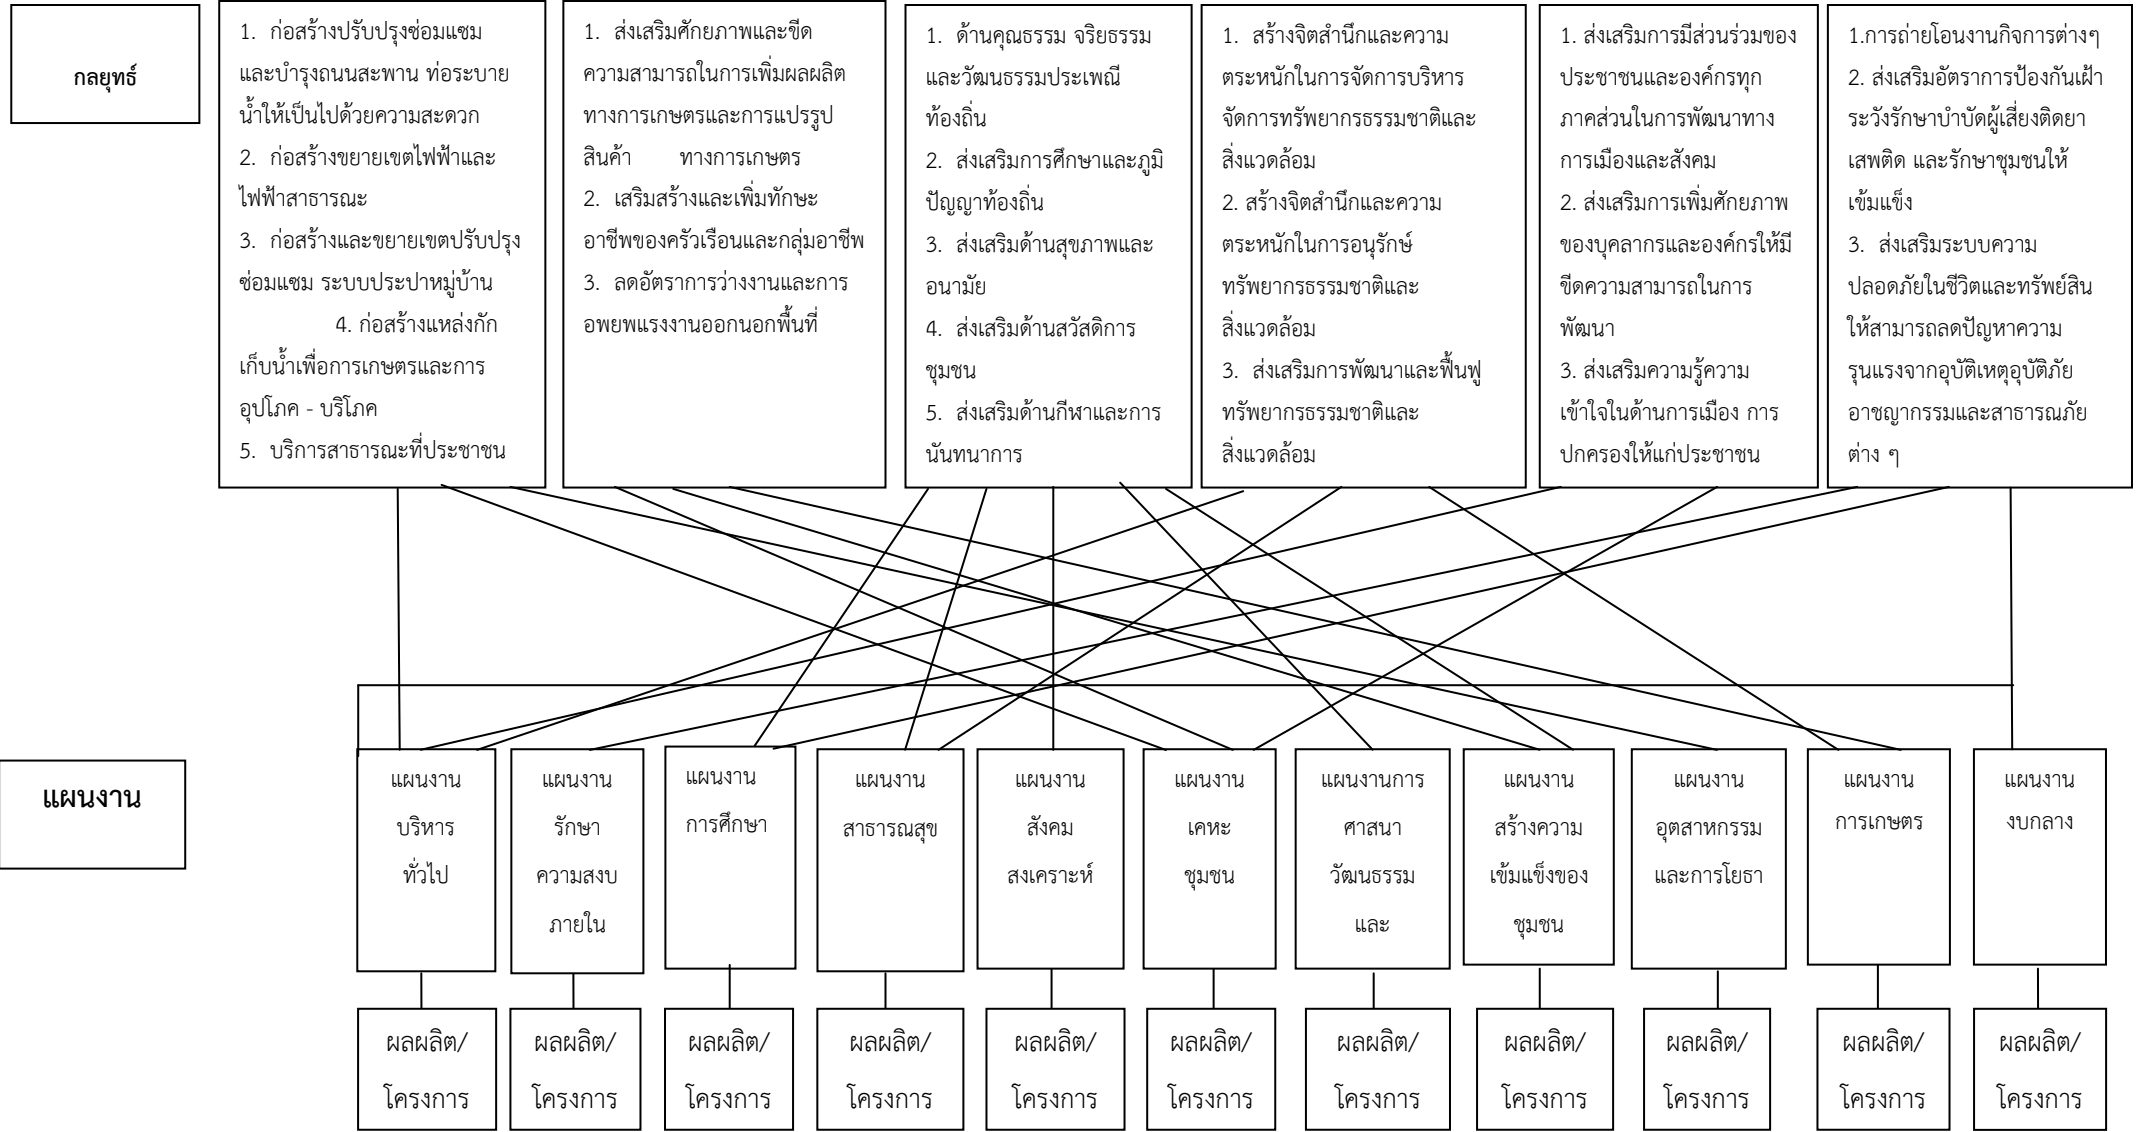 กลยุทธ์
1. ก่อสร้างปรับปรุงซ่อมแซม
และบำรุงถนนสะพาน ท่อระบาย
น้ำให้เป็นไปด้วยความสะดวก
2. ก่อสร้างขยายเขตไฟฟ้าและ
ไฟฟ้าสาธารณะ
3. ก่อสร้างและขยายเขตปรับปรุง
ซ่อมแซม ระบบประปาหมู่บ้าน
4. ก่อสร้างแหล่งกัก
เก็บน้ำเพื่อการเกษตรและการ
อุปโภค - บริโภค
5. บริการสาธารณะที่ประชาชน
1. ส่งเสริมศักยภาพและขีด
ความสามารถในการเพิ่มผลผลิต
ทางการเกษตรและการแปรรูป
สินค้า ทางการเกษตร
2. เสริมสร้างและเพิ่มทักษะ
อาชีพของครัวเรือนและกลุ่มอาชีพ
3. ลดอัตราการว่างงานและการ
อพยพแรงงานออกนอกพื้นที่
1. ด้านคุณธรรม จริยธรรม
และวัฒนธรรมประเพณี
ท้องถิ่น
2. ส่งเสริมการศึกษาและภูมิ
ปัญญาท้องถิ่น
3. ส่งเสริมด้านสุขภาพและ
อนามัย
4. ส่งเสริมด้านสวัสดิการ
ชุมชน
5. ส่งเสริมด้านกีฬาและการ
นันทนาการ
1. สร้างจิตสำนึกและความ
ตระหนักในการจัดการบริหาร
จัดการทรัพยากรธรรมชาติและ
สิ่งแวดล้อม
2. สร้างจิตสำนึกและความ
ตระหนักในการอนุรักษ์
ทรัพยากรธรรมชาติและ
สิ่งแวดล้อม
3. ส่งเสริมการพัฒนาและฟื้นฟู
ทรัพยากรธรรมชาติและ
สิ่งแวดล้อม
1. ส่งเสริมการมีส่วนร่วมของ
ประชาชนและองค์กรทุก
ภาคส่วนในการพัฒนาทาง
การเมืองและสังคม
2. ส่งเสริมการเพิ่มศักยภาพ
ของบุคลากรและองค์กรให้มี
ขีดความสามารถในการ
พัฒนา
3. ส่งเสริมความรู้ความ
เข้าใจในด้านการเมือง การ
ปกครองให้แก่ประชาชน
1.การถ่ายโอนงานกิจการต่างๆ
2. ส่งเสริมอัตราการป้องกันเฝ้า
ระวังรักษาบำบัดผู้เสี่ยงติดยา
เสพติด และรักษาชุมชนให้
เข้มแข็ง
3. ส่งเสริมระบบความ
ปลอดภัยในชีวิตและทรัพย์สิน
ให้สามารถลดปัญหาความ
รุนแรงจากอุบัติเหตุอุบัติภัย
อาชญากรรมและสาธารณภัย
ต่าง ๆ
แผนงาน
แผนงาน
บริหาร
ทั่วไป
แผนงาน
รักษา
ความสงบ
ภายใน
แผนงาน
การศึกษา
แผนงาน
สาธารณสุข
แผนงาน
สังคม
สงเคราะห์
แผนงาน
เคหะ
ชุมชน
แผนงานการ
ศาสนา
วัฒนธรรม
และ
แผนงาน
สร้างความ
เข้มแข็งของ
ชุมชน
แผนงาน
อุตสาหกรรม
และการโยธา
แผนงาน
การเกษตร
แผนงาน
งบกลาง
ผลผลิต/
โครงการ
ผลผลิต/
โครงการ
ผลผลิต/
โครงการ
ผลผลิต/
โครงการ
ผลผลิต/
โครงการ
ผลผลิต/
โครงการ
ผลผลิต/
โครงการ
ผลผลิต/
โครงการ
ผลผลิต/
โครงการ
ผลผลิต/
โครงการ
ผลผลิต/
โครงการ